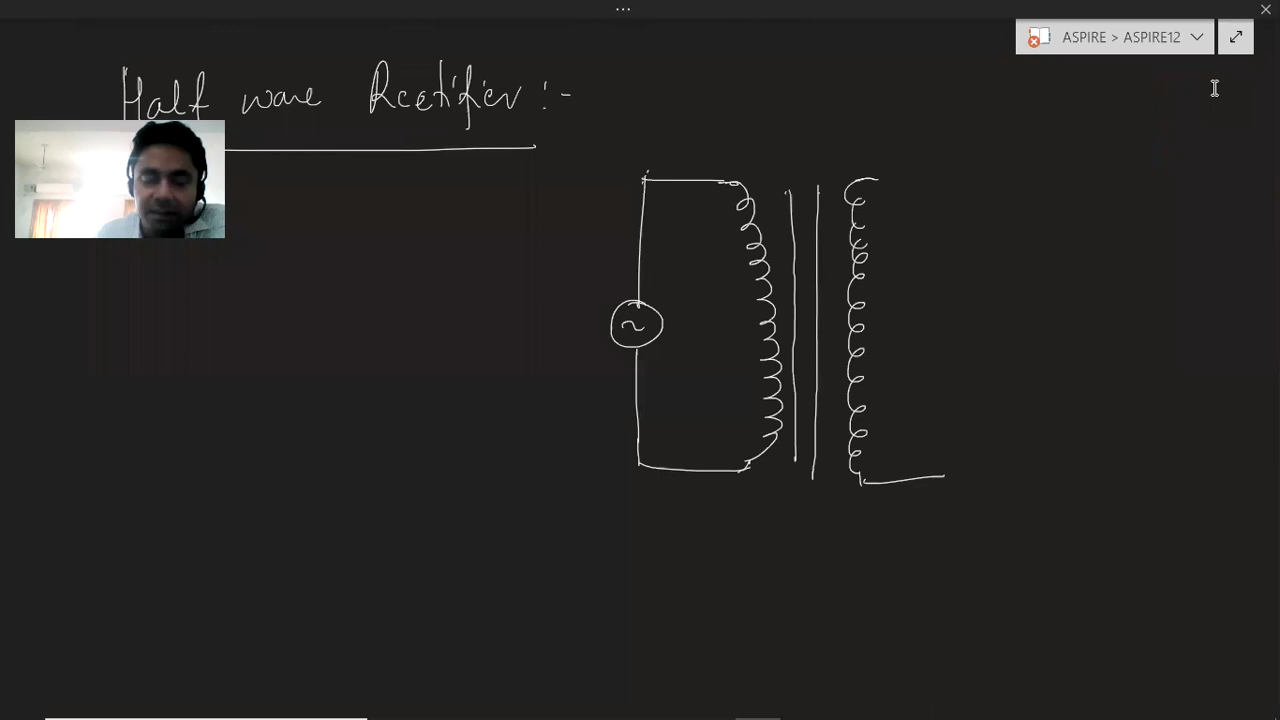 ASPIRE > ASPIRE12
Half wave Rectifier :-
~